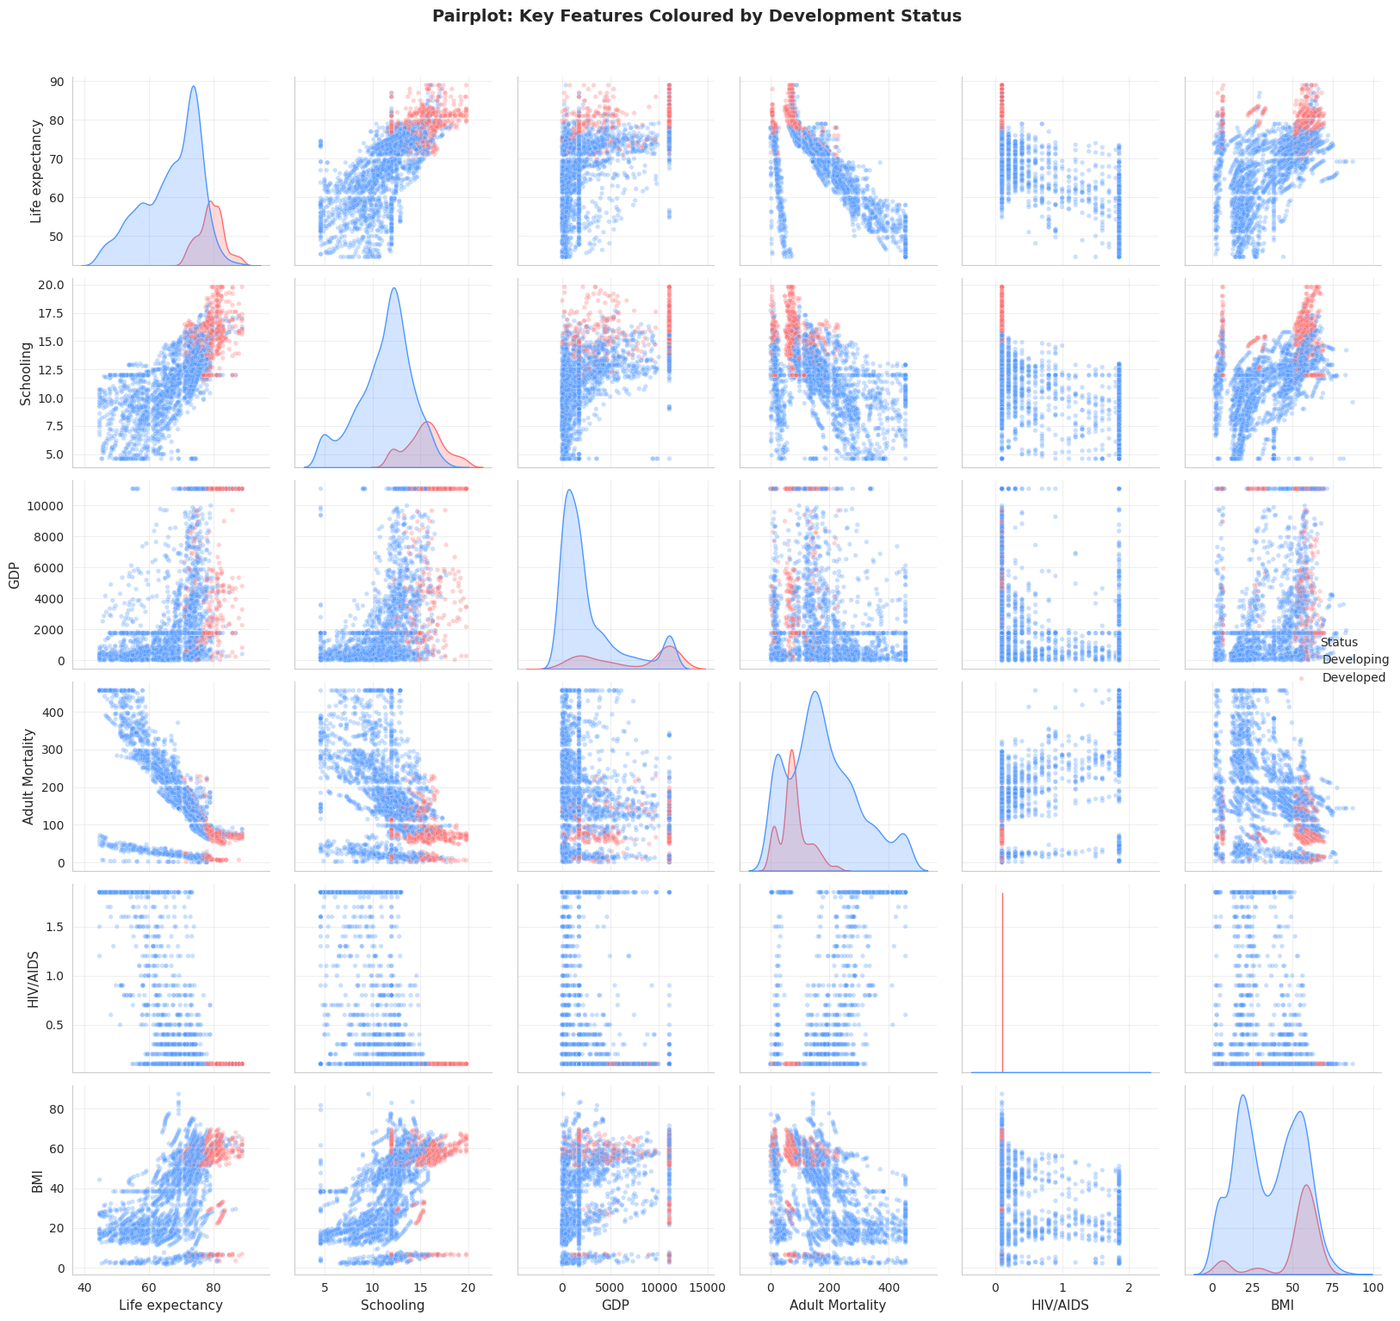 Pairplot: Key Features Coloured by Development Status
90
80
70
60
50
Life expectancy
20.0
17.5
15.0
12.5
10.0
7.5
5.0
Schooling
10000
8000
6000
4000
2000
0
GDP
Status
Developing
Developed
400
300
200
100
0
Adult Mortality
1.5
1.0
0.5
HIV/AIDS
80
60
40
20
0
BMI
40 60 80
5 10 15 20
0 5000 10000 15000
0 200 400
0 1 2
0 25 50 75 100
Life expectancy
Schooling
GDP
Adult Mortality
HIV/AIDS
BMI